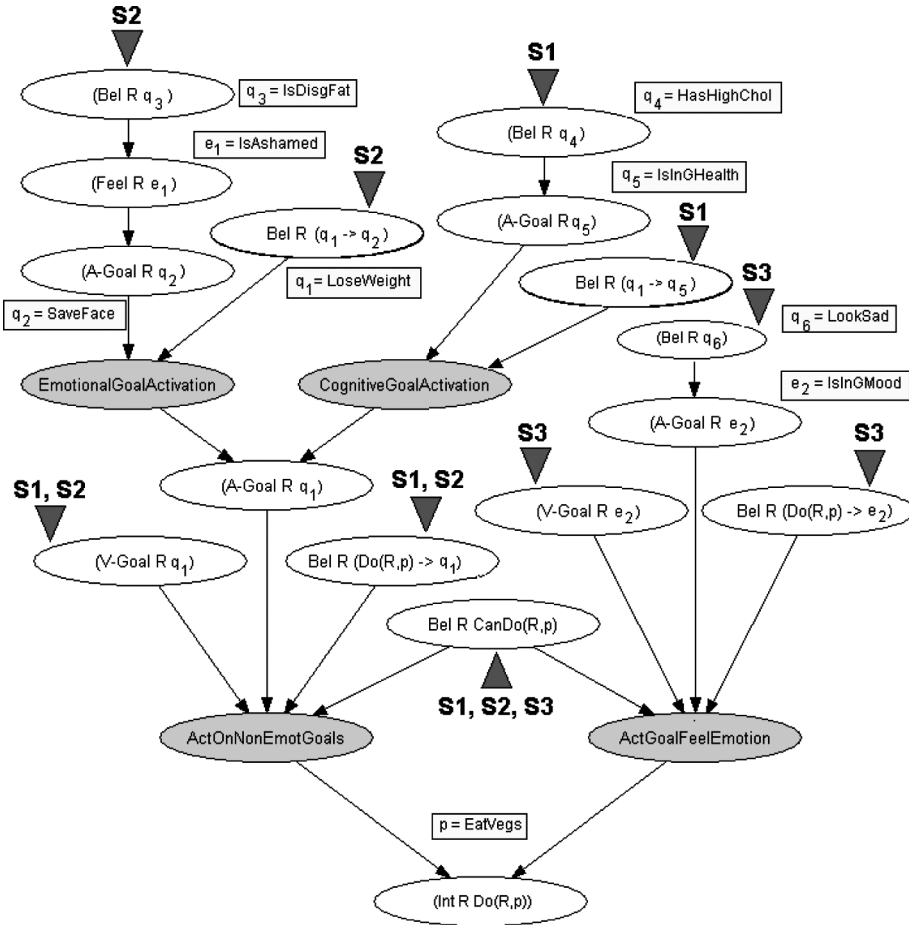 S2
S1
(Bel R q3)
q3 = IsDisgFat
q4 = HasHighChol
(Bel R q4)
e1 = IsAshamed
S2
q5 = IsInGHealth
(Feel R e1)
(A-Goal R q5)
S1
Bel R (q1 -> q2)
S3
(A-Goal R q2)
q1= LoseWeight
Bel R (q1 -> q5)
q2 = SaveFace
q6 = LookSad
(Bel R q6)
EmotionalGoalActivation
CognitiveGoalActivation
e2 = IsInGMood
(A-Goal R e2)
S3
S3
S1, S2
S1, S2
(A-Goal R q1)
(V-Goal R e2)
Bel R (Do(R,p) -> e2)
(V-Goal R q1)
Bel R (Do(R,p) -> q1)
Bel R CanDo(R,p)
S1, S2, S3
ActOnNonEmotGoals
ActGoalFeelEmotion
p = EatVegs
(Int R Do(R,p))